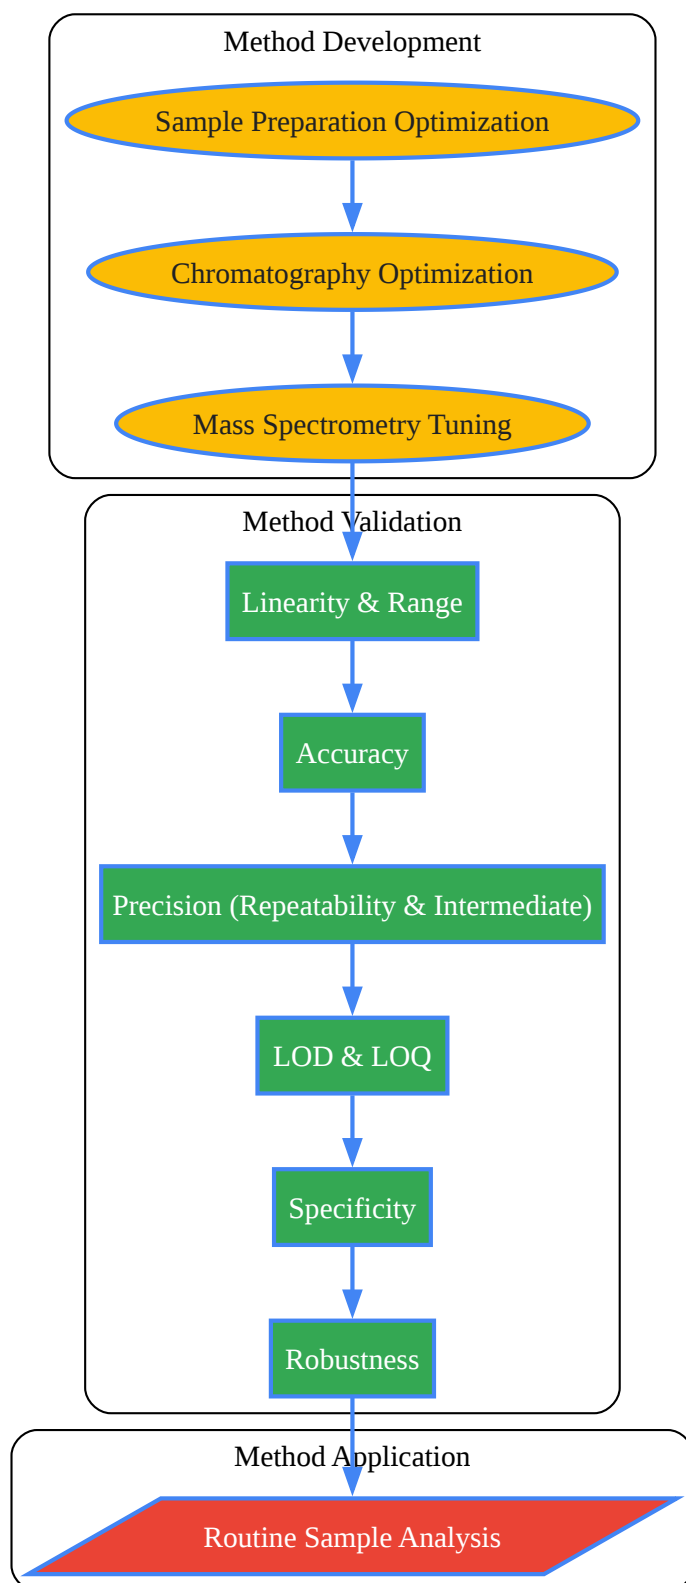 Method Development
Sample Preparation Optimization
Chromatography Optimization
Mass Spectrometry Tuning
Method Validation
Linearity & Range
Accuracy
Precision (Repeatability & Intermediate)
LOD & LOQ
Specificity
Robustness
Method Application
Routine Sample Analysis